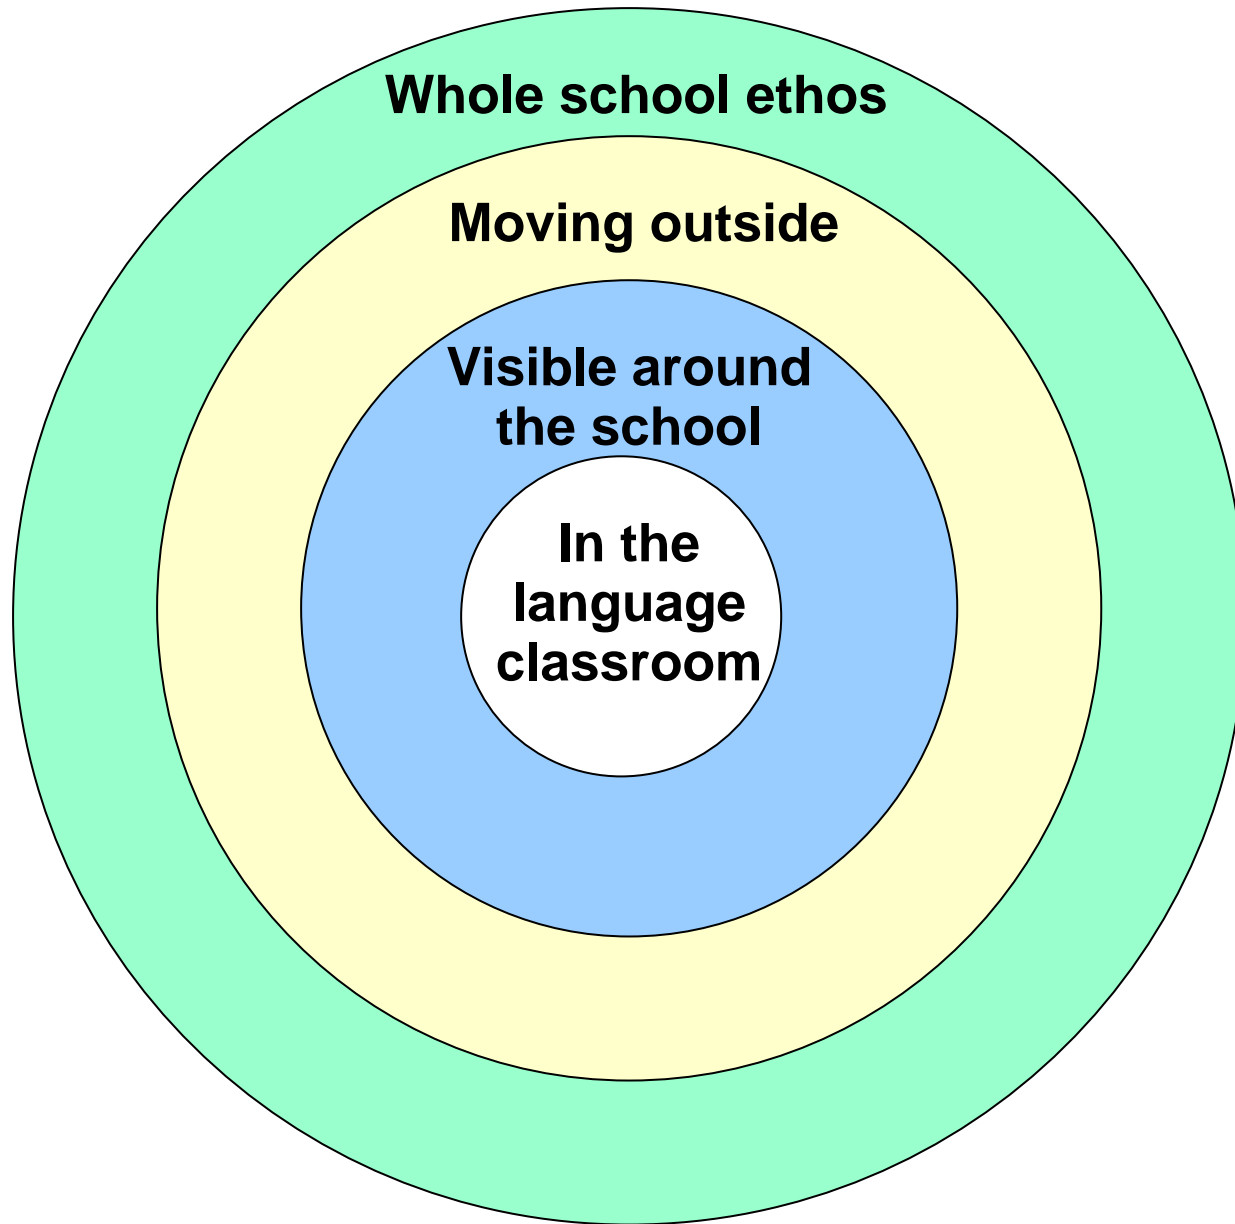 Whole school ethos
Moving outside
Visible around
the school
In the
language
classroom